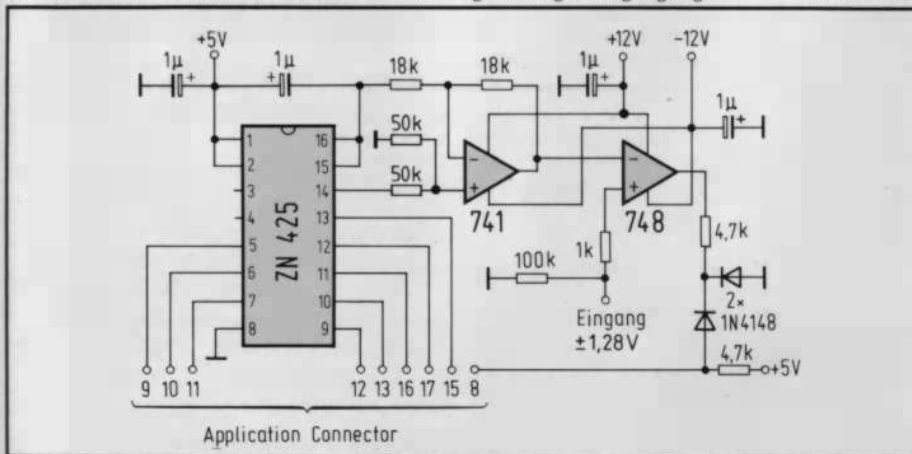 +5V
+12V
-12V
1µ
+
1µ
+
18k
18k
1µ
+
1µ
+
50k
50k
1
2
3
4
5
6
7
8
16
15
14
13
12
11
10
9
ZN 425
−
+
741
−
+
748
1k
100k
4,7k
2×
1N4148
Eingang
±1,28V
4,7k
+5V
9 10 11 12 13 16 17 15 8
Application Connector